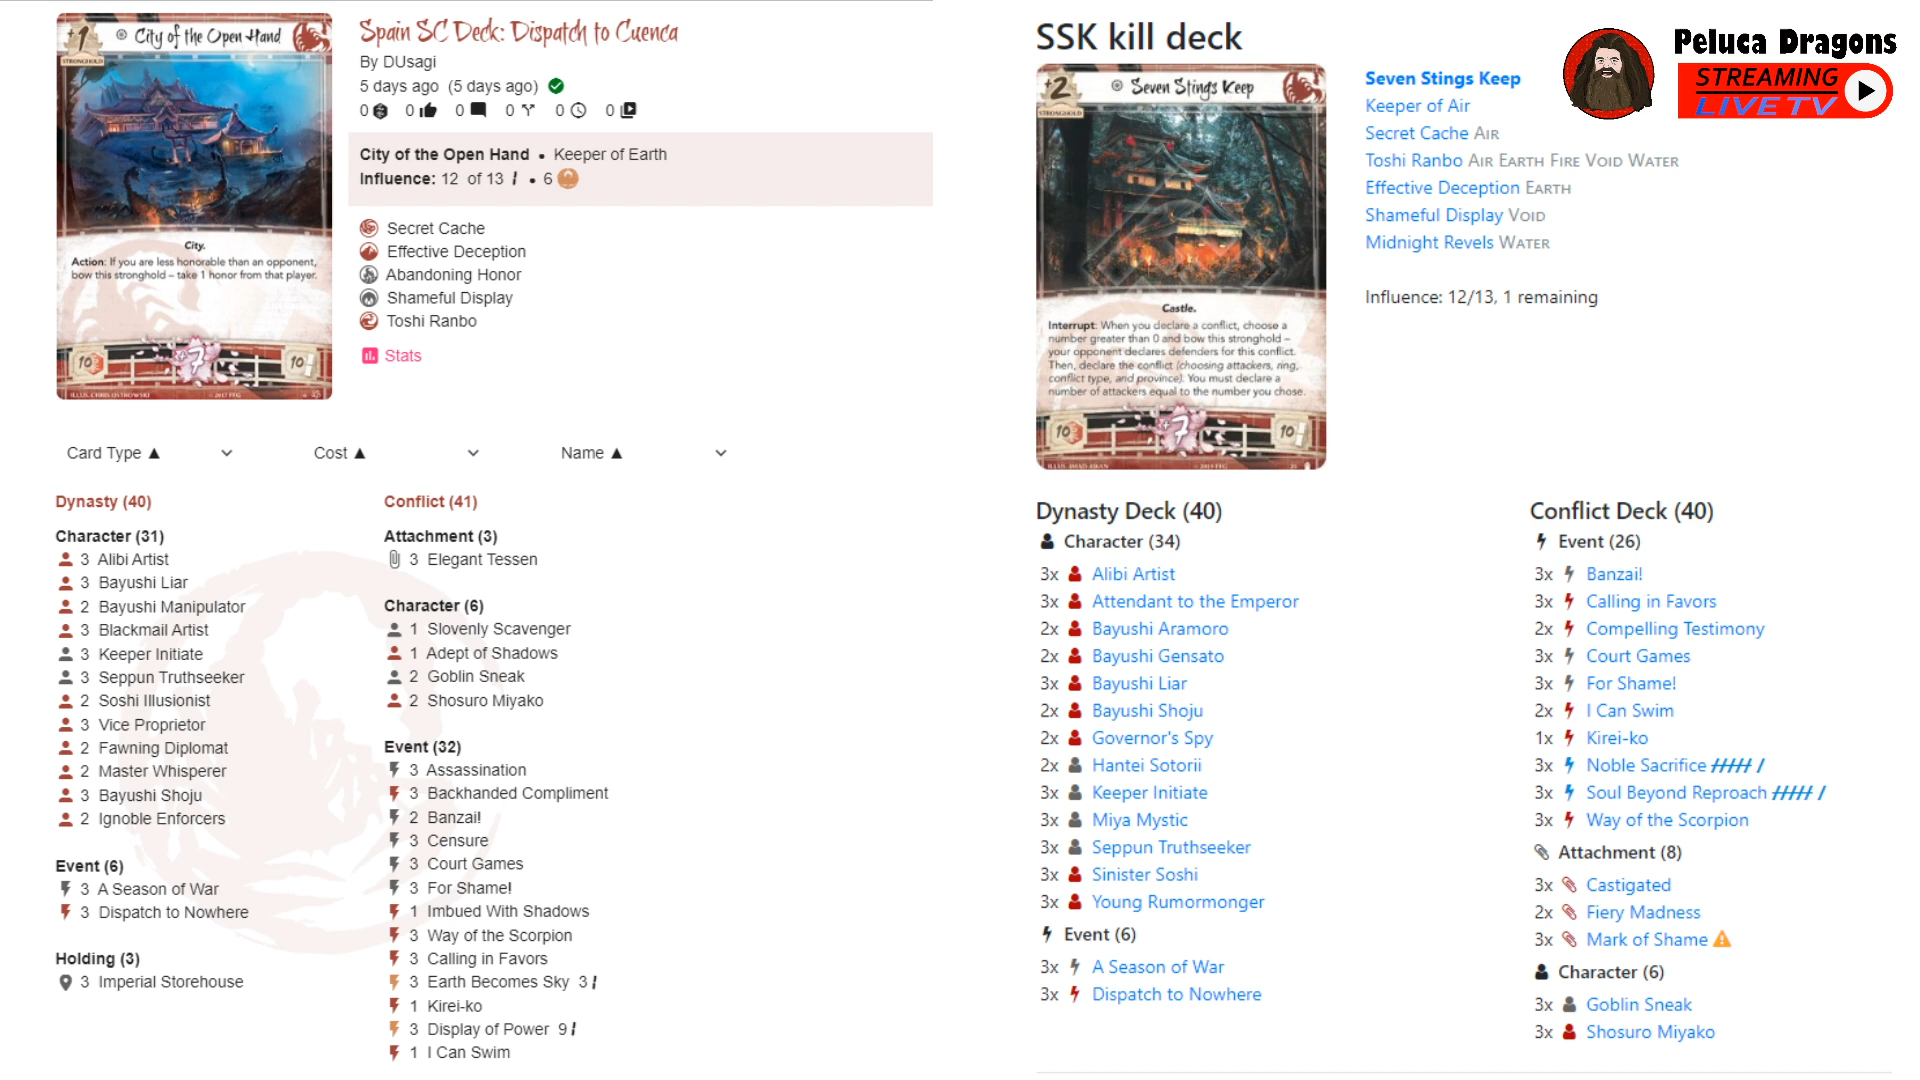 +1
STRONGHOLD
City of the Open Hand
City.
Action: If you are less honorable than an opponent,
bow this stronghold – take 1 honor from that player.
10
+7
10
ILLUS. CHRIS OSTROWSKI
© 2017 FFG
Spain SC Deck: Dispatch to Cuenca
By DUsagi
5 days ago (5 days ago)
0 0 0 0 0 0
City of the Open Hand • Keeper of Earth
Influence: 12 of 13 • 6
Secret Cache
Effective Deception
Abandoning Honor
Shameful Display
Toshi Ranbo
Stats
Card Type ▲
Cost ▲
Name ▲
Dynasty (40)
Character (31)
3 Alibi Artist
3 Bayushi Liar
2 Bayushi Manipulator
3 Blackmail Artist
3 Keeper Initiate
3 Seppun Truthseeker
2 Soshi Illusionist
3 Vice Proprietor
2 Fawning Diplomat
2 Master Whisperer
3 Bayushi Shoju
2 Ignoble Enforcers
Event (6)
3 A Season of War
3 Dispatch to Nowhere
Holding (3)
3 Imperial Storehouse
Conflict (41)
Attachment (3)
3 Elegant Tessen
Character (6)
1 Slovenly Scavenger
1 Adept of Shadows
2 Goblin Sneak
2 Shosuro Miyako
Event (32)
3 Assassination
3 Backhanded Compliment
2 Banzai!
3 Censure
3 Court Games
3 For Shame!
1 Imbued With Shadows
3 Way of the Scorpion
3 Calling in Favors
3 Earth Becomes Sky 3
1 Kirei-ko
3 Display of Power 9
1 I Can Swim
SSK kill deck
+2
STRONGHOLD
Seven Stings Keep
Castle.
Interrupt: When you declare a conflict, choose a
number greater than 0 and bow this stronghold –
your opponent declares defenders for this conflict.
Then, declare the conflict (choosing attackers, ring,
conflict type, and province). You must declare a
number of attackers equal to the number you chose.
10
+7
10
© 2019 FFG
Seven Stings Keep
Keeper of Air
Secret Cache AIR
Toshi Ranbo AIR EARTH FIRE VOID WATER
Effective Deception EARTH
Shameful Display VOID
Midnight Revels WATER
Influence: 12/13, 1 remaining
Peluca Dragons
STREAMING
LIVE TV
Dynasty Deck (40)
Character (34)
3x Alibi Artist
3x Attendant to the Emperor
2x Bayushi Aramoro
2x Bayushi Gensato
3x Bayushi Liar
2x Bayushi Shoju
2x Governor's Spy
2x Hantei Sotorii
3x Keeper Initiate
3x Miya Mystic
3x Seppun Truthseeker
3x Sinister Soshi
3x Young Rumormonger
Event (6)
3x A Season of War
3x Dispatch to Nowhere
Conflict Deck (40)
Event (26)
3x Banzai!
3x Calling in Favors
2x Compelling Testimony
3x Court Games
3x For Shame!
2x I Can Swim
1x Kirei-ko
3x Noble Sacrifice
3x Soul Beyond Reproach
3x Way of the Scorpion
Attachment (8)
3x Castigated
2x Fiery Madness
3x Mark of Shame
Character (6)
3x Goblin Sneak
3x Shosuro Miyako